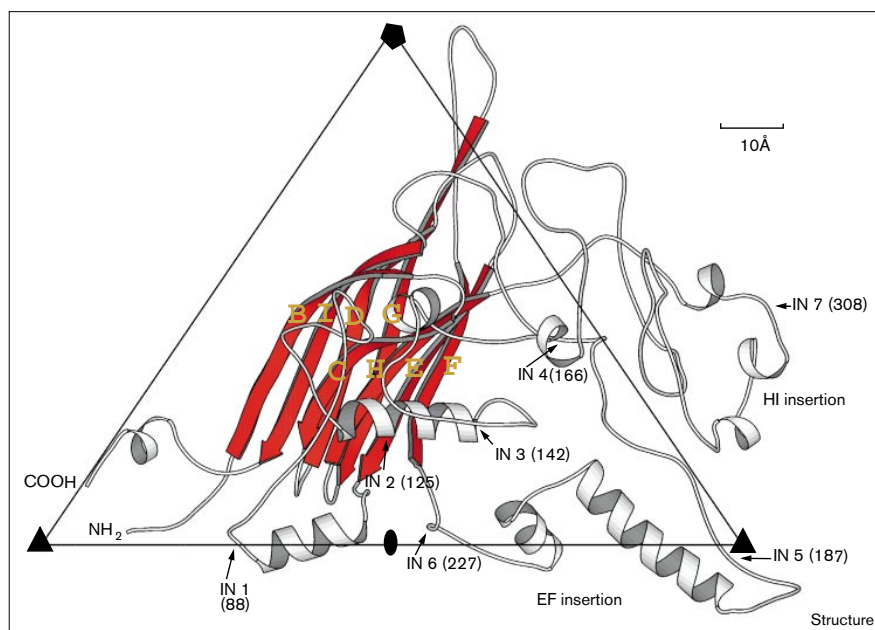 10Å
B I D G
IN 7 (308)
C H E F
IN 4 (166)
HI insertion
IN 3 (142)
COOH
IN 2 (125)
NH2
IN 5 (187)
IN 6 (227)
IN 1
(88)
EF insertion
Structure